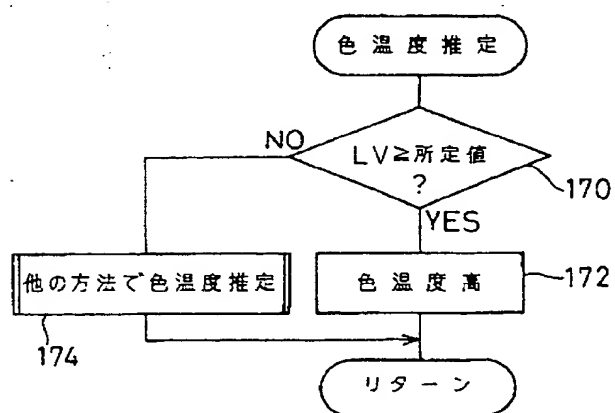 色温度推定
NO
LV≧所定値
?
170
YES
他の方法で色温度推定
色温度高
172
174
リターン